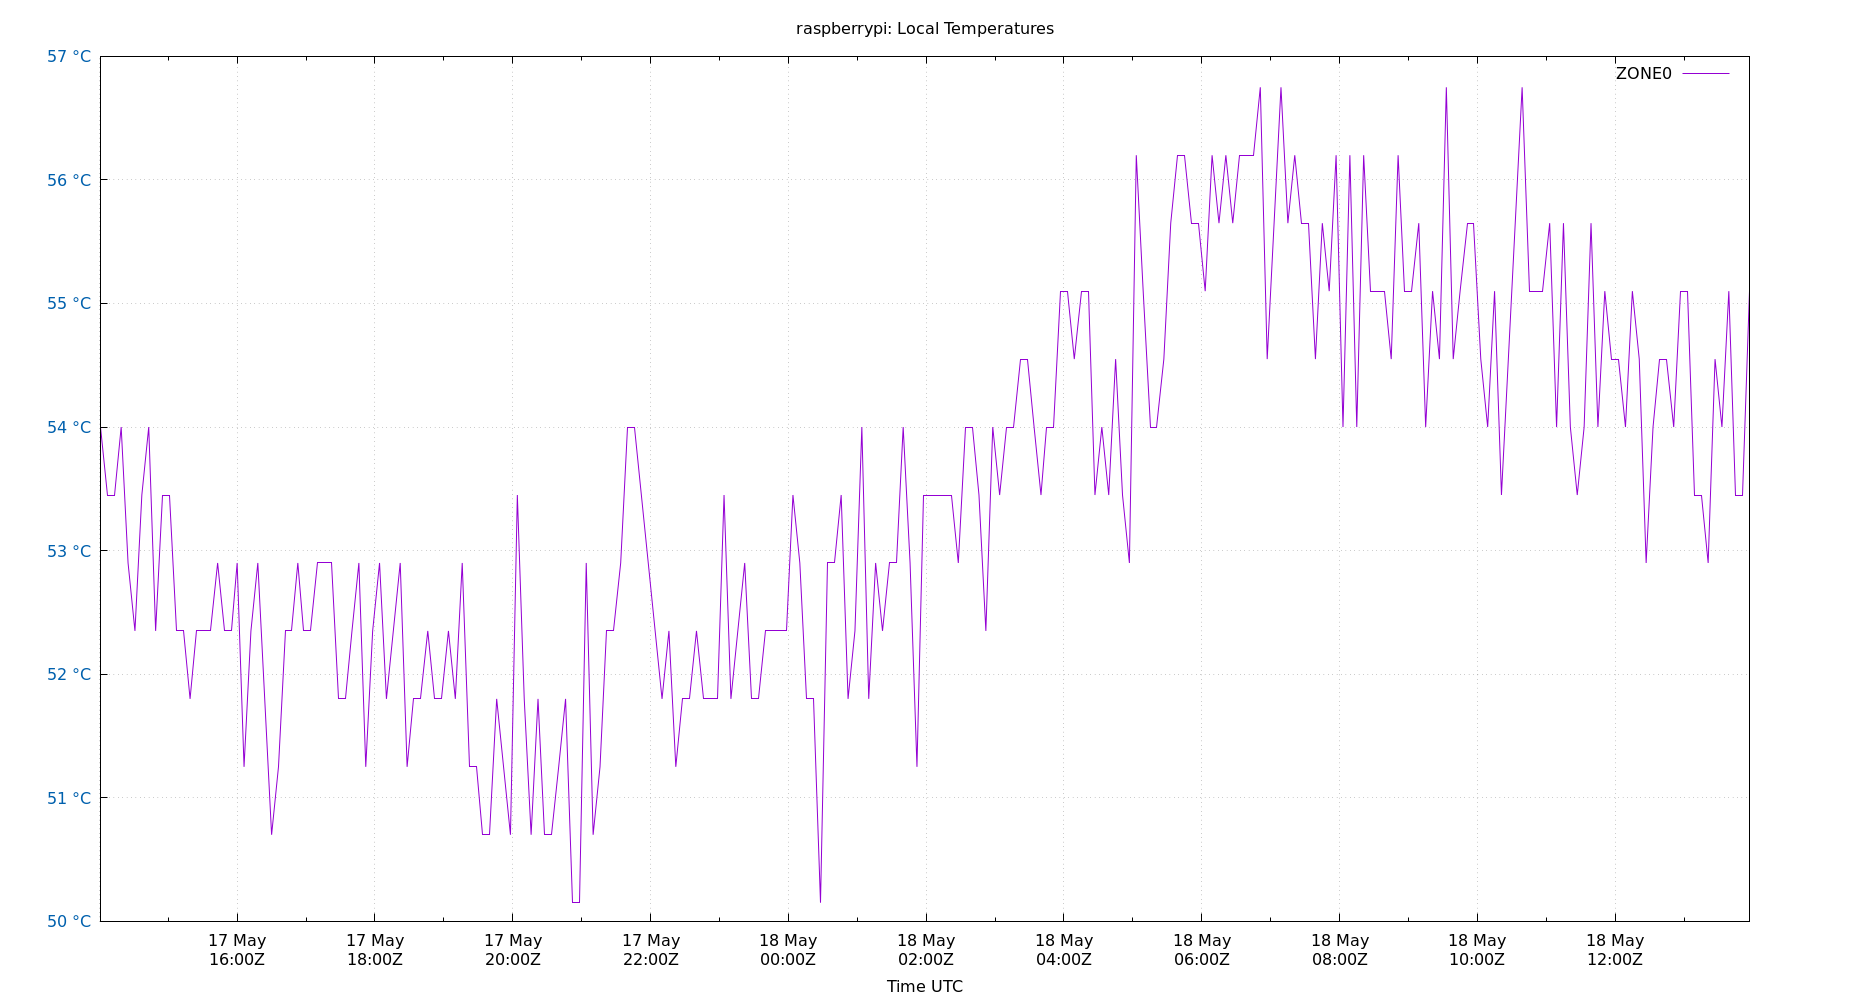 raspberrypi: Local Temperatures
57 °C
ZONE0
56 °C
55 °C
54 °C
53 °C
52 °C
51 °C
50 °C
17 May 17 May 17 May 17 May 18 May 18 May 18 May 18 May 18 May 18 May 18 May
16:00Z 18:00Z 20:00Z 22:00Z 00:00Z 02:00Z 04:00Z 06:00Z 08:00Z 10:00Z 12:00Z
Time UTC